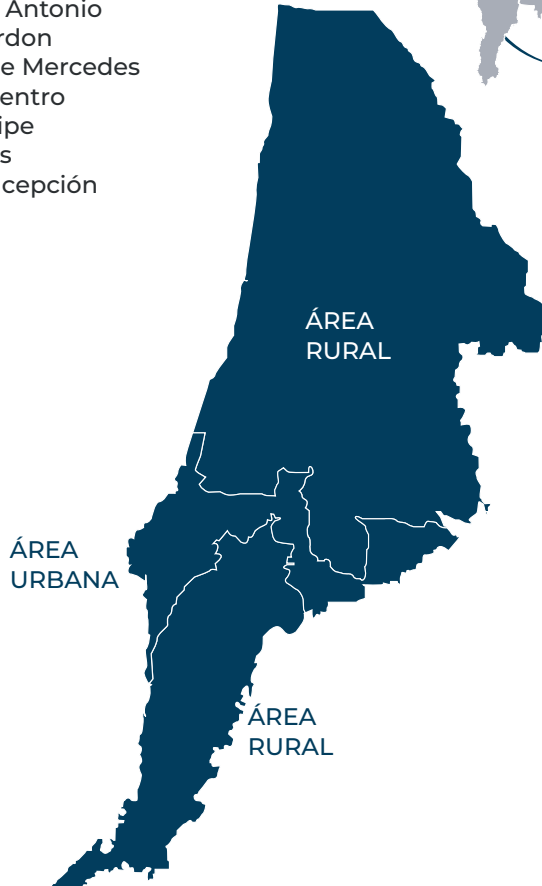 Antonio
rdon
e Mercedes
entro
ipe
s
cepción
ÁREA
RURAL
ÁREA
URBANA
ÁREA
RURAL